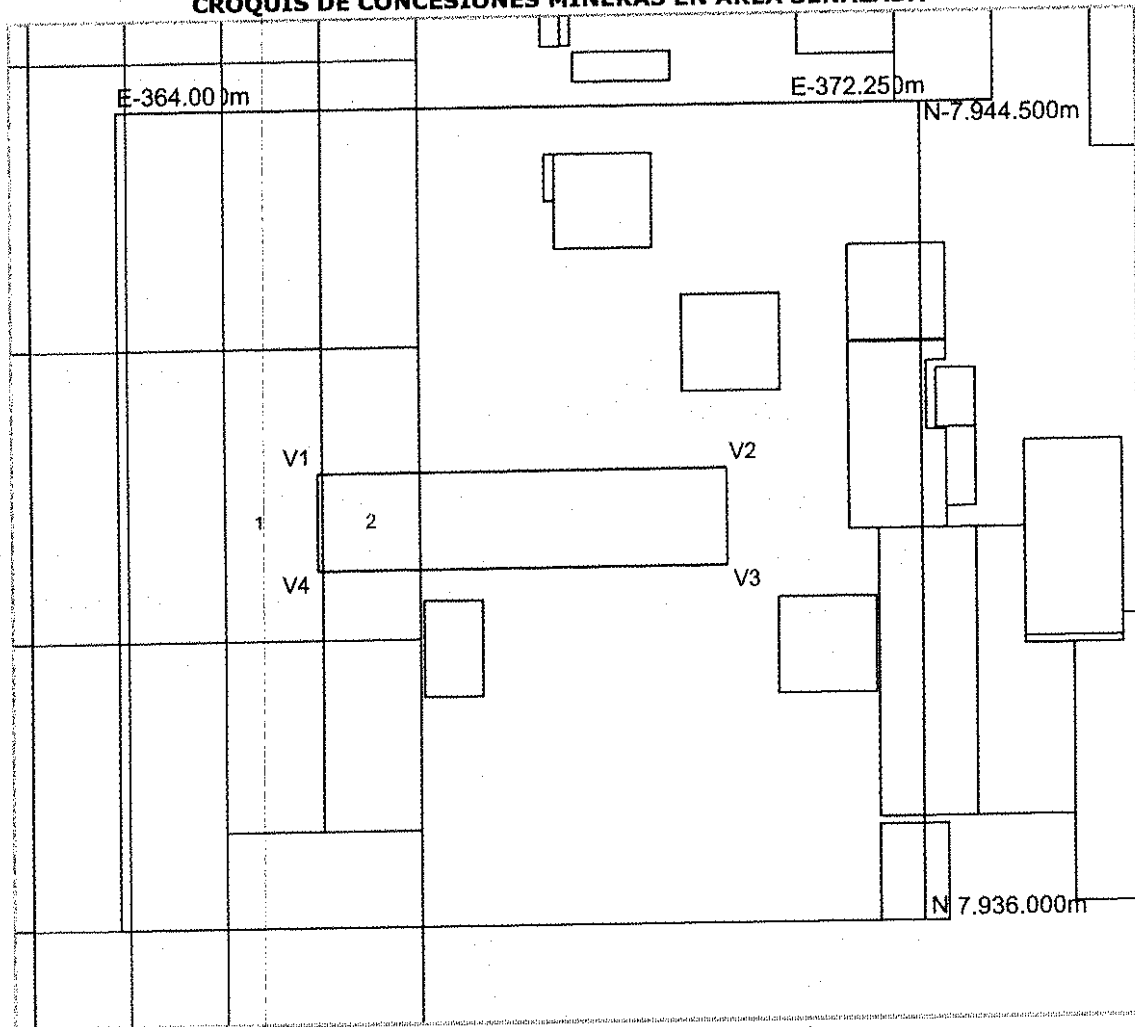 CROQUIS DE CONCESIONES MINERAS EN AREA SEÑALADA
E-364.000m
E-372.250m
N-7.944.500m
V1
V2
1
2
V4
V3
N 7.936.000m